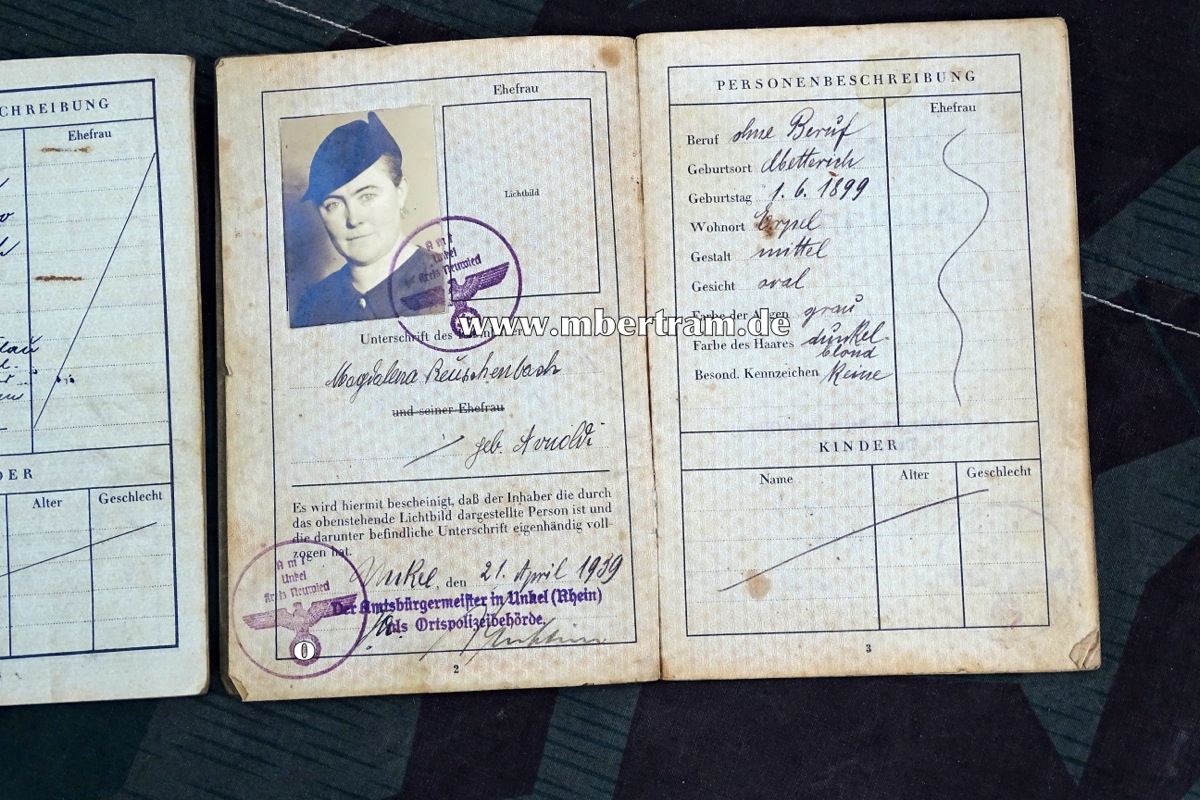 CHREIBUNG
Ehefrau
DER
Alter Geschlecht
Ehefrau
Lichtbild
Amt
Unkel
Kreis Neuwied
www.mbertram.de
Unterschrift des
Magdalena Reuschenbach
und seiner Ehefrau
geb. Arnoldi
Es wird hiermit bescheinigt, daß der Inhaber die durch
das obenstehende Lichtbild dargestellte Person ist und
die darunter befindliche Unterschrift eigenhändig voll-
zogen hat.
Unkel, den 21. April 1939
Amt
Unkel
Kreis Neuwied
Der Amtsbürgermeister in Unkel (Rhein)
als Ortspolizeibehörde.
2
PERSONENBESCHREIBUNG
Ehefrau
Beruf ohne Beruf
Geburtsort
Geburtstag 1. 6. 1899
Wohnort Erpel
Gestalt mittel
Gesicht oval
Farbe der Augen grau
Farbe des Haares dunkel
blond
Besond. Kennzeichen Keine
KINDER
Name Alter Geschlecht
3